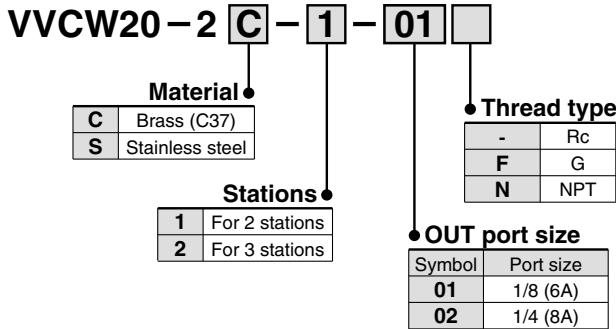 VVCW20-2 C - 1 - 01
Material
C Brass (C37)
S Stainless steel
Stations
1 For 2 stations
2 For 3 stations
Thread type
- Rc
F G
N NPT
OUT port size
Symbol Port size
01 1/8 (6A)
02 1/4 (8A)